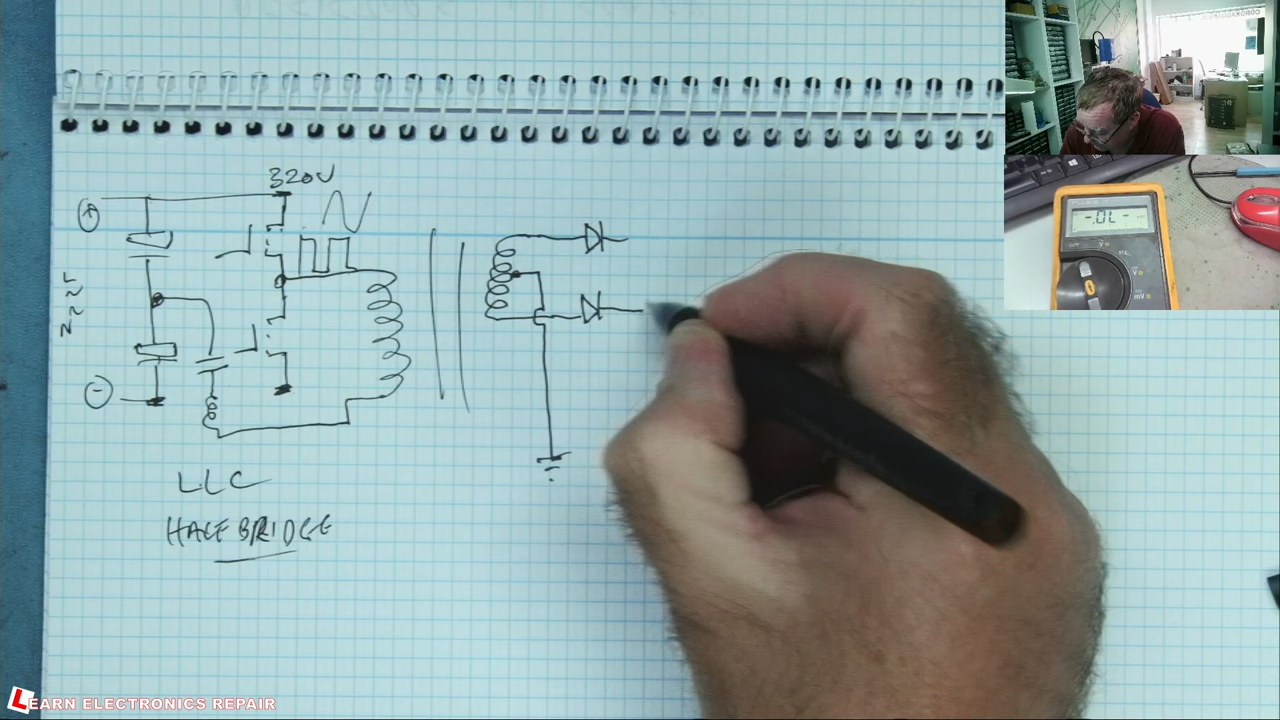 320V
+
-
LLC
HALF BRIDGE
-.OL-
LEARN ELECTRONICS REPAIR